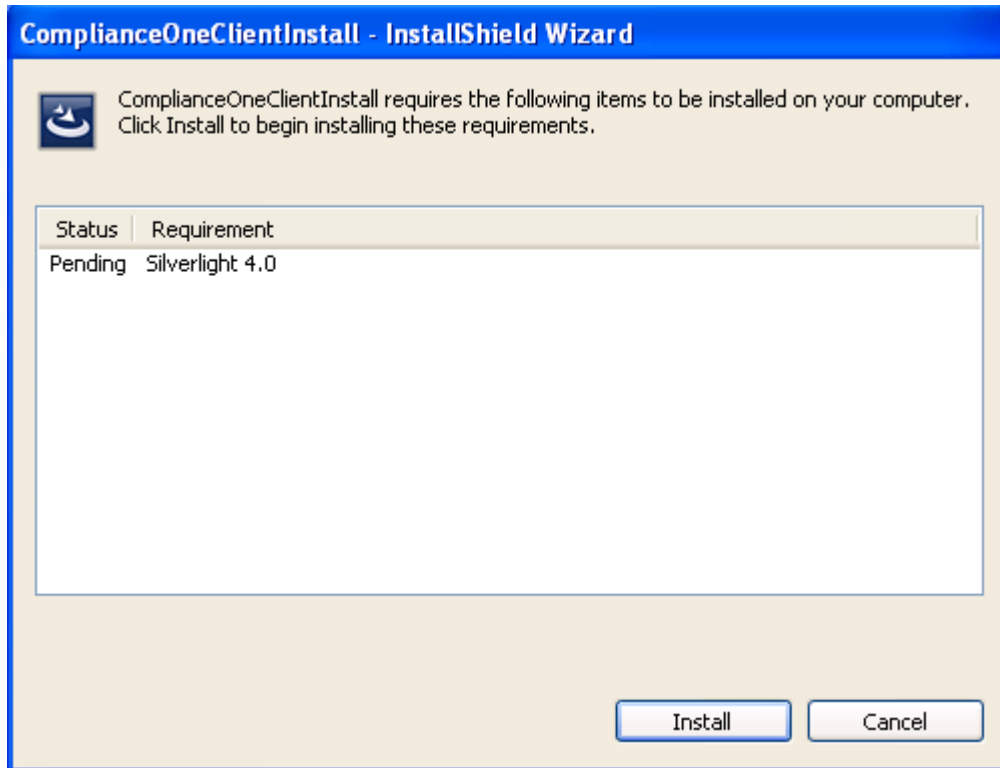 ComplianceOneClientInstall - InstallShield Wizard
ComplianceOneClientInstall requires the following items to be installed on your computer.
Click Install to begin installing these requirements.
Status Requirement
Pending Silverlight 4.0
Install Cancel